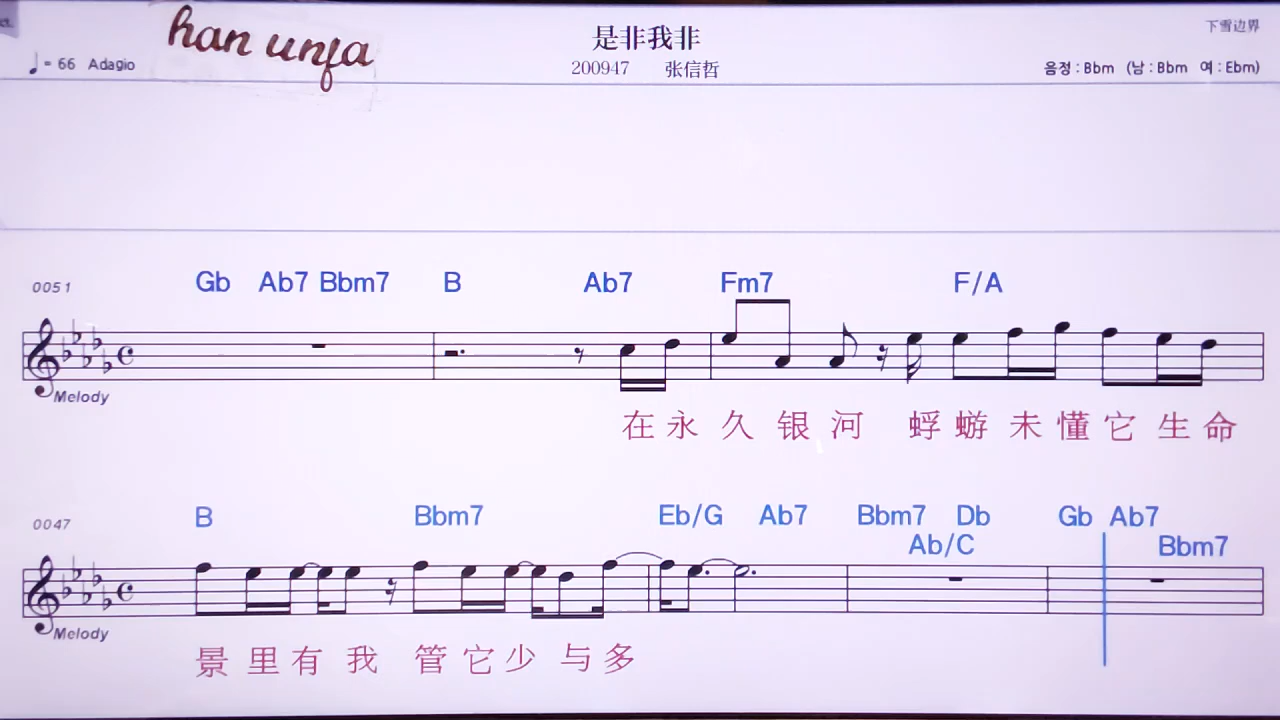 han unfa
是非我非
下雪边界
♩= 66 Adagio
200947 张信哲
음정 : Bbm (남 : Bbm 여 : Ebm)
0051
Gb Ab7 Bbm7 B Ab7 Fm7 F/A
Melody
在永久银河 蜉蝣未懂它生命
0047
B Bbm7 Eb/G Ab7 Bbm7 Db Gb Ab7
Ab/C Bbm7
Melody
景里有我 管它少与多